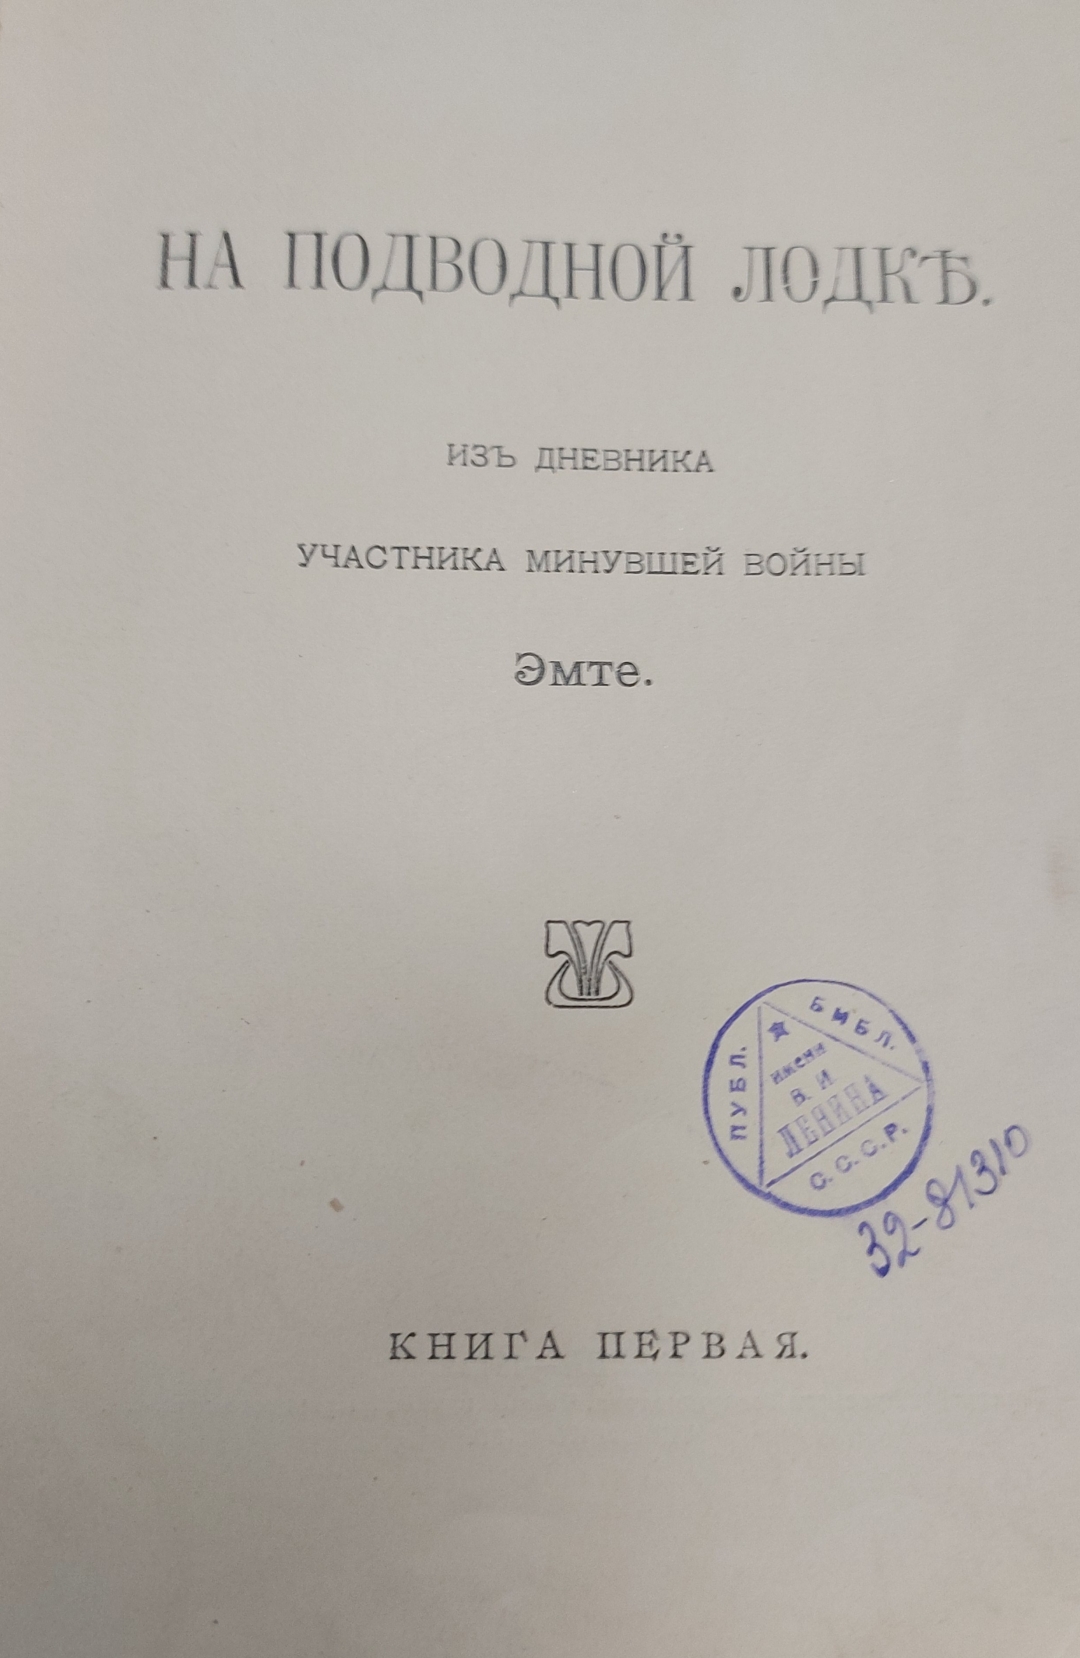 НА ПОДВОДНОЙ ЛОДКѢ.
ИЗЪ ДНЕВНИКА
УЧАСТНИКА МИНУВШЕЙ ВОЙНЫ
Эмте.
ПУБЛ. БИБЛ.
имени
В. И
ЛЕНИНА
С.С.С.Р.
32-81310
КНИГА ПЕРВАЯ.